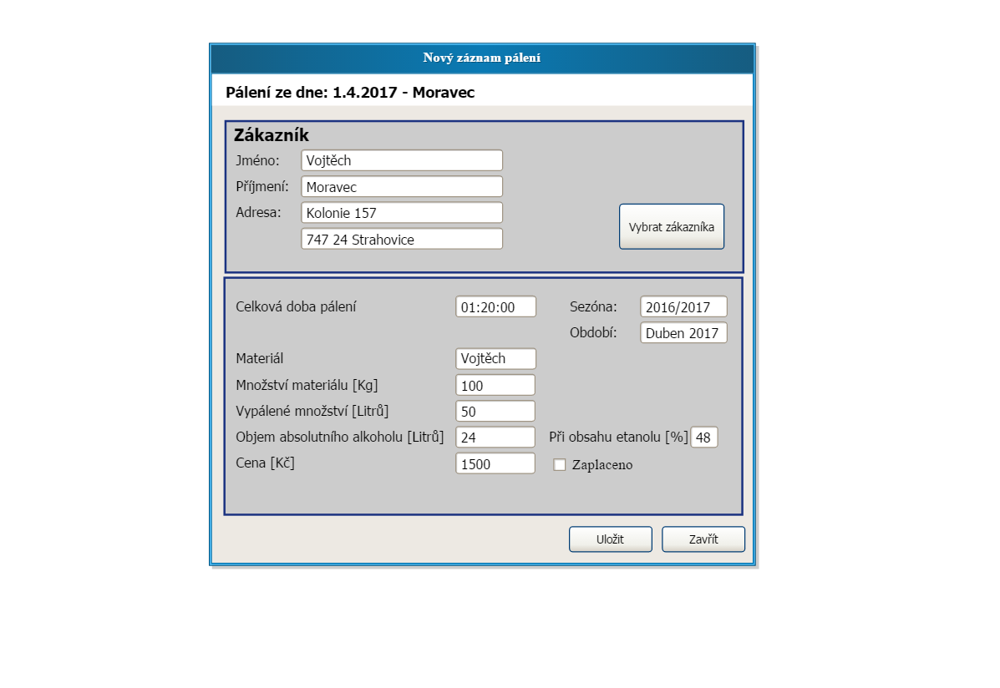 Nový záznam pálení
Pálení ze dne: 1.4.2017 - Moravec
Zákazník
Jméno: Vojtěch
Příjmení: Moravec
Adresa: Kolonie 157
747 24 Strahovice
Vybrat zákazníka
Celková doba pálení 01:20:00 Sezóna: 2016/2017
Období: Duben 2017
Materiál Vojtěch
Množství materiálu [Kg] 100
Vypálené množství [Litrů] 50
Objem absolutního alkoholu [Litrů] 24 Při obsahu etanolu [%] 48
Cena [Kč] 1500 Zaplaceno
Uložit Zavřít